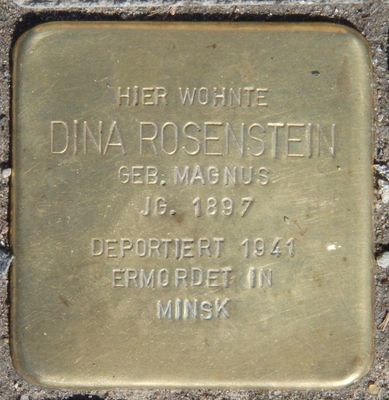 HIER WOHNTE
DINA ROSENSTEIN
GEB. MAGNUS
JG. 1897
DEPORTIERT 1941
ERMORDET IN
MINSK